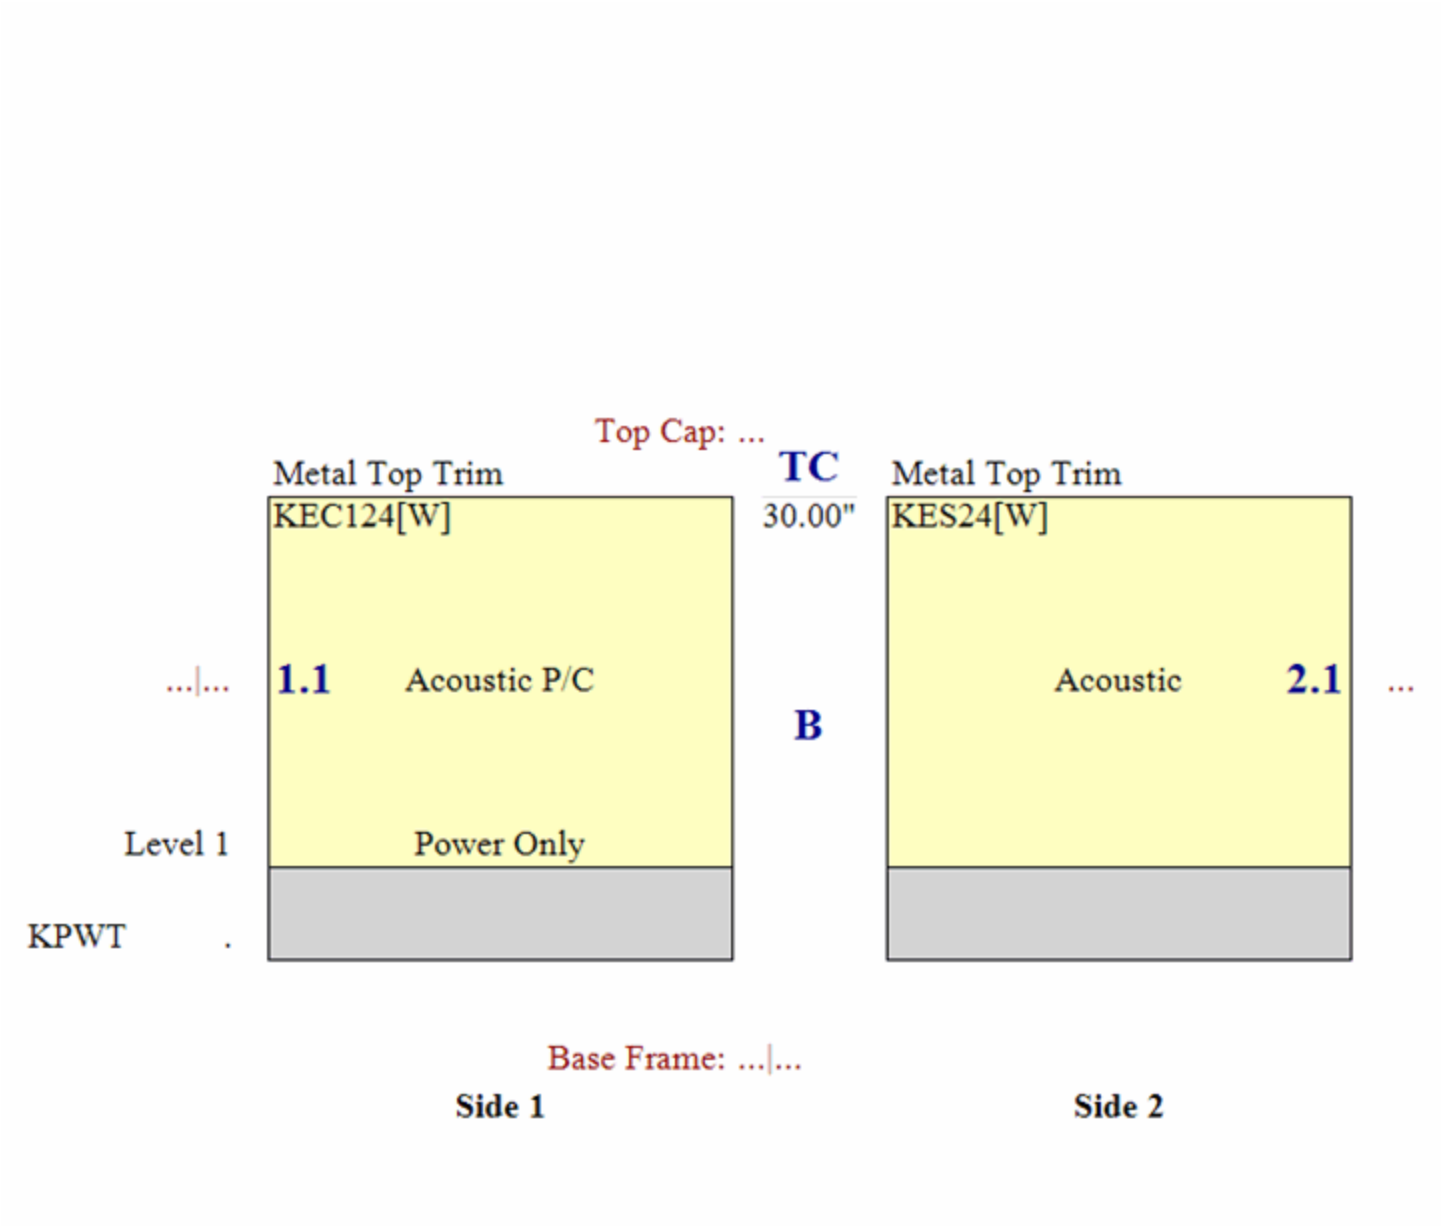 Top Cap: ...
TC
Metal Top Trim
Metal Top Trim
KEC124[W]
30.00"
KES24[W]
...|...
1.1
Acoustic P/C
Acoustic
2.1
...
B
Level 1
Power Only
KPWT .
Base Frame: ...|...
Side 1
Side 2